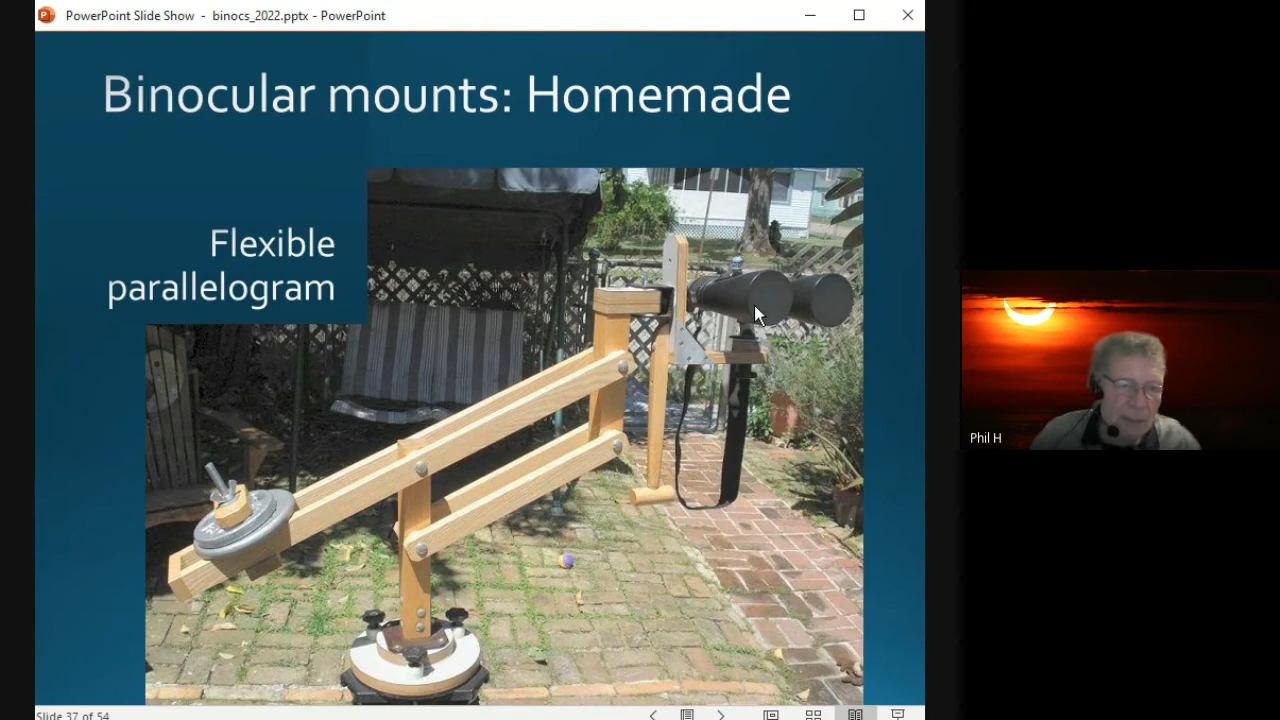 PowerPoint Slide Show - binocs_2022.pptx - PowerPoint
Binocular mounts: Homemade
Flexible
parallelogram
Phil H
Slide 37 of 54